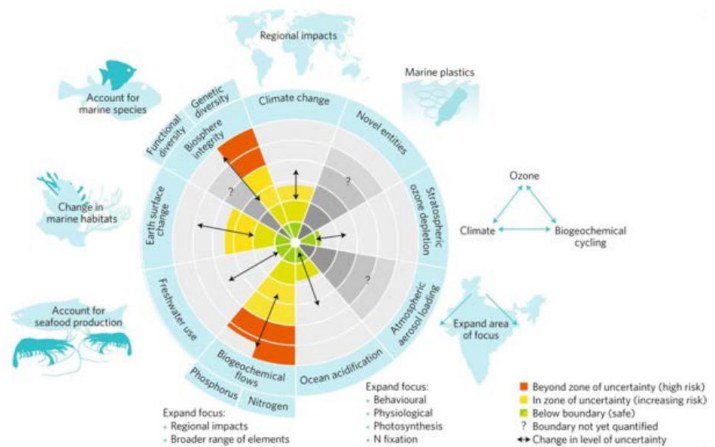 Regional impacts
Marine plastics
Account for
marine species
Genetic
diversity
Functional
diversity
Biosphere
integrity
Climate change
Novel entities
?
?
Change in
marine habitats
Earth surface
change
Stratospheric
ozone depletion
Ozone
Climate
Biogeochemical
cycling
Freshwater use
?
Atmospheric
aerosol loading
Account for
seafood production
Expand area
of focus
Biogeochemical
flows
Phosphorus
Nitrogen
Ocean acidification
Expand focus:
• Regional impacts
• Broader range of elements
Expand focus:
• Behavioural
• Physiological
• Photosynthesis
• N fixation
Beyond zone of uncertainty (high risk)
In zone of uncertainty (increasing risk)
Below boundary (safe)
? Boundary not yet quantified
Change in level of uncertainty